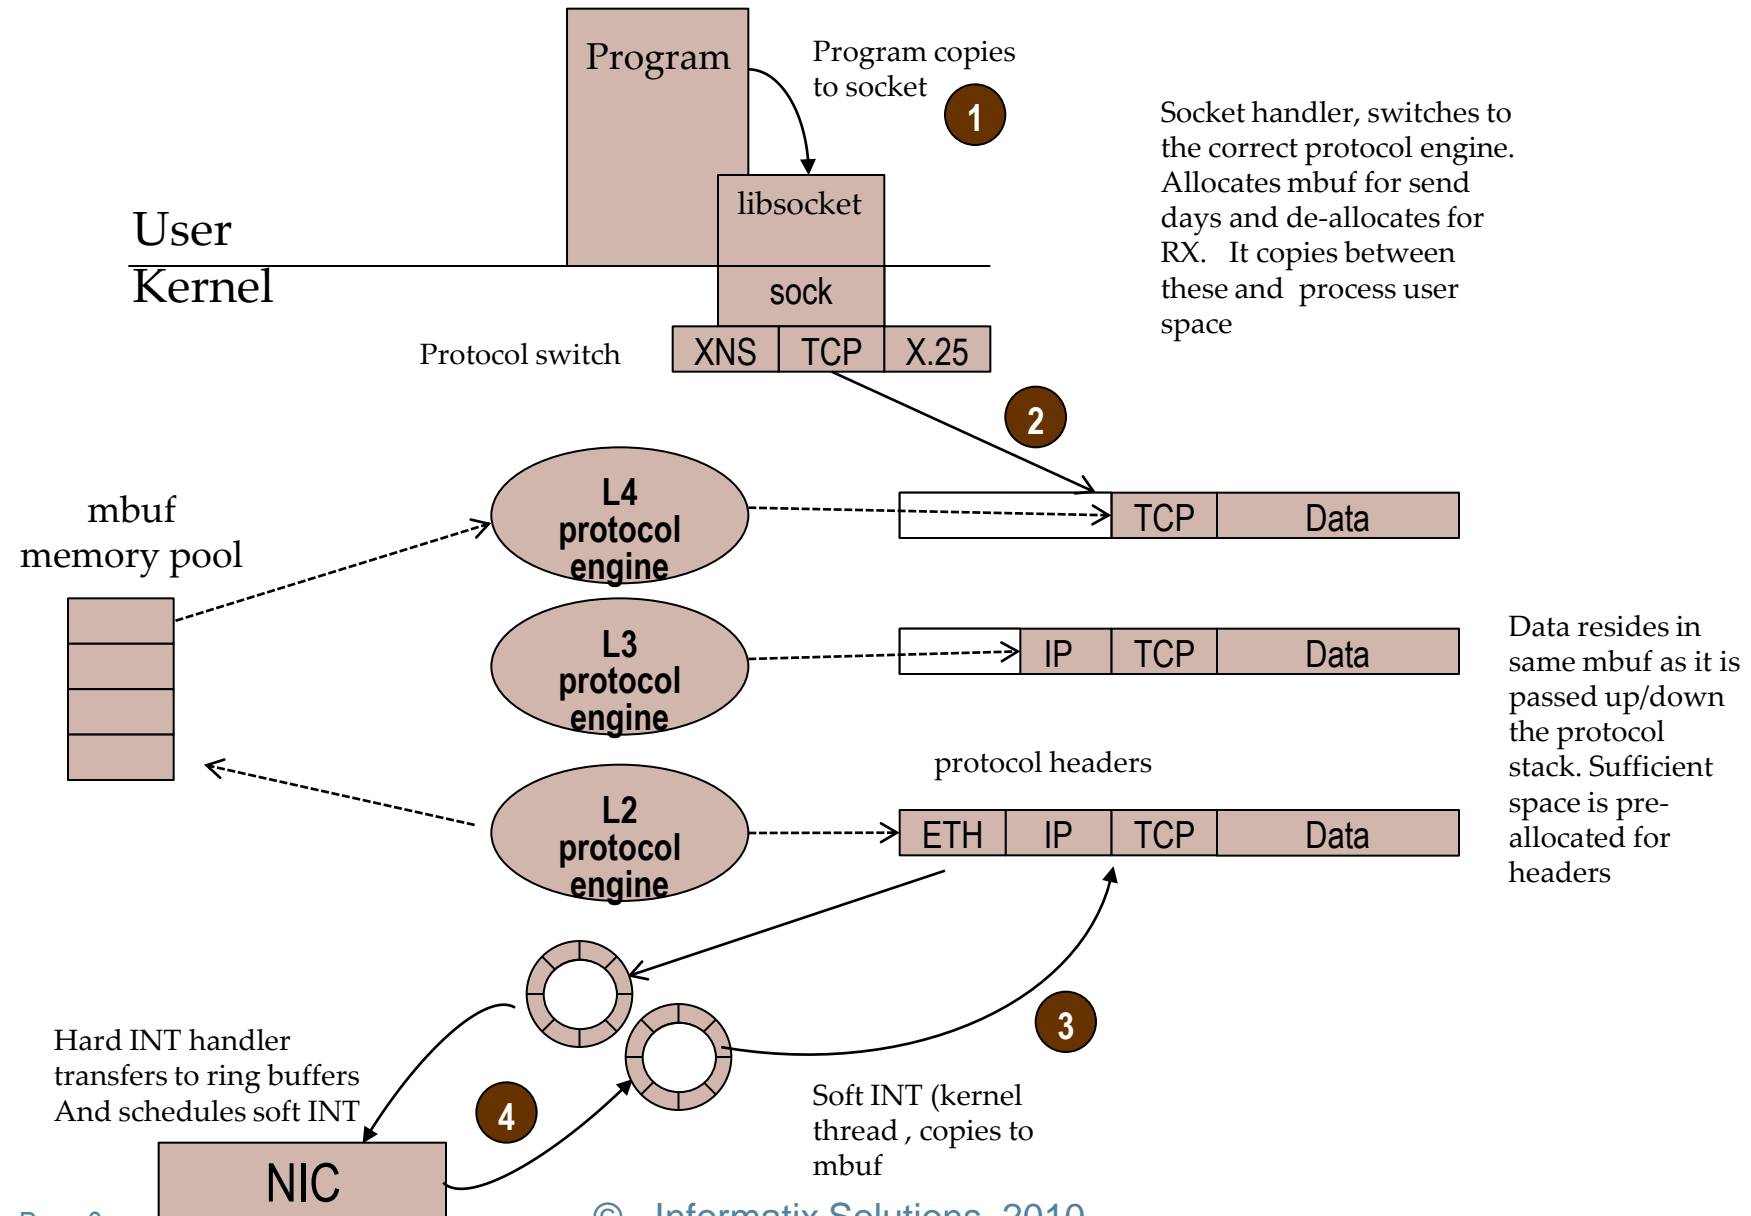 Program
Program copies
to socket
1
Socket handler, switches to
the correct protocol engine.
Allocates mbuf for send
days and de-allocates for
RX. It copies between
these and process user
space
libsocket
User
Kernel
sock
Protocol switch
XNS
TCP
X.25
2
mbuf
memory pool
L4
protocol
engine
TCP
Data
L3
protocol
engine
IP
TCP
Data
Data resides in
same mbuf as it is
passed up/down
the protocol
stack. Sufficient
space is pre-
allocated for
headers
protocol headers
L2
protocol
engine
ETH
IP
TCP
Data
3
Hard INT handler
transfers to ring buffers
And schedules soft INT
4
Soft INT (kernel
thread , copies to
mbuf
NIC
© Informatix Solutions, 2010